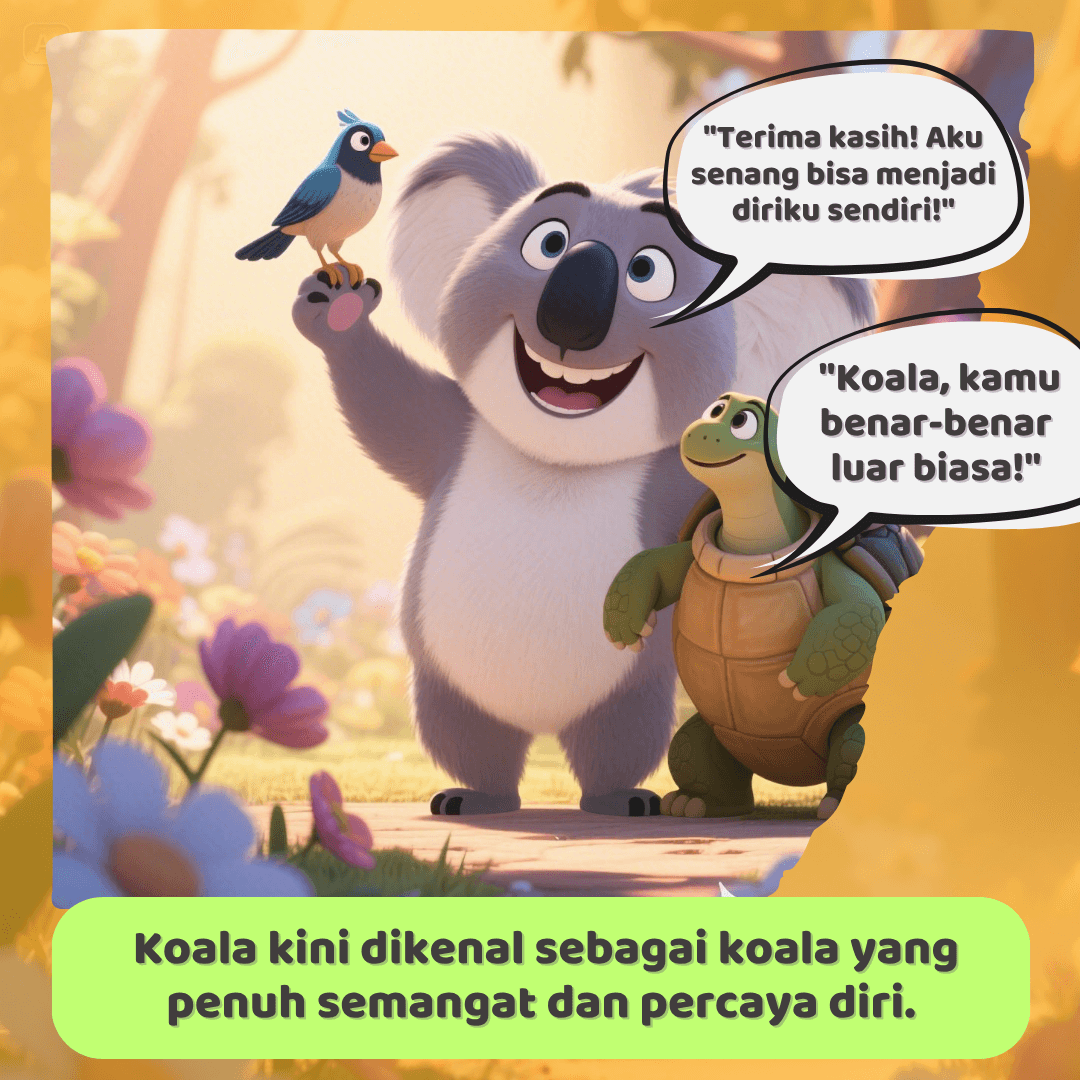 "Terima kasih! Aku
senang bisa menjadi
diriku sendiri!"
"Koala, kamu
benar-benar
luar biasa!"
Koala kini dikenal sebagai koala yang
penuh semangat dan percaya diri.